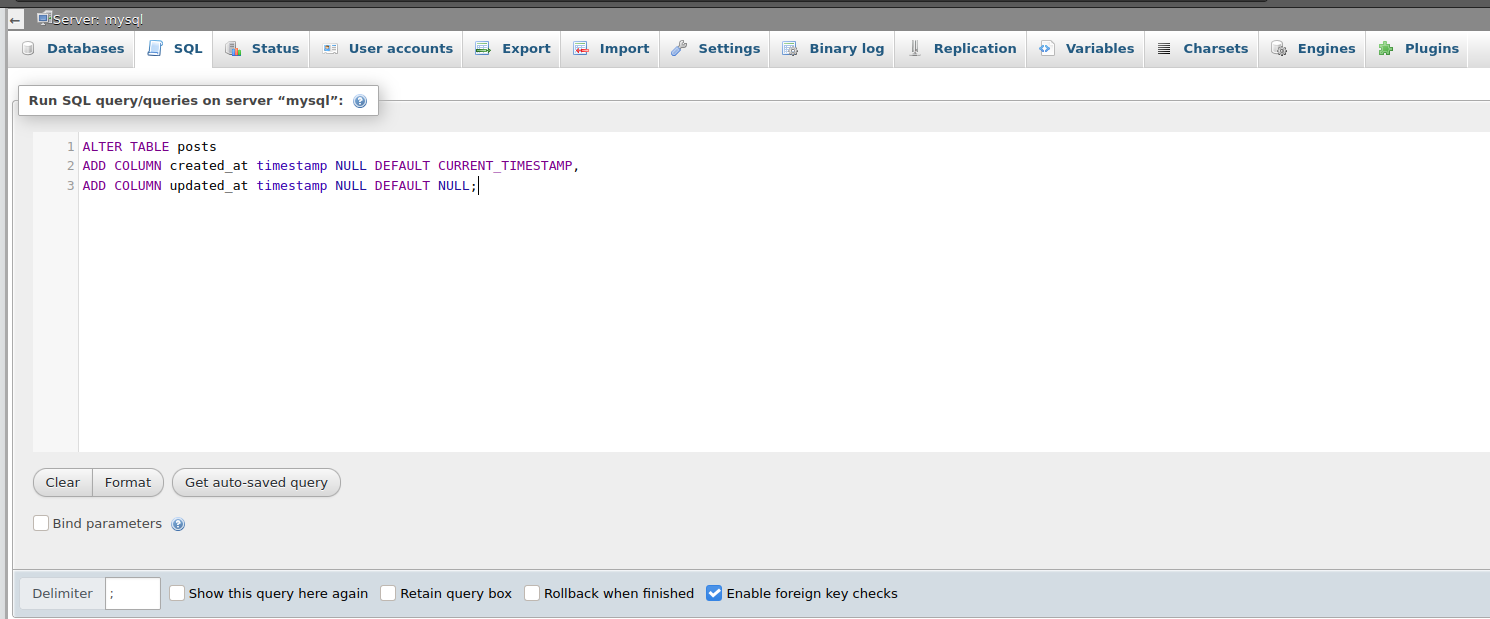 Server: mysql
Databases SQL Status User accounts Export Import Settings Binary log Replication Variables Charsets Engines Plugins
Run SQL query/queries on server “mysql”:
1 ALTER TABLE posts
2 ADD COLUMN created_at timestamp NULL DEFAULT CURRENT_TIMESTAMP,
3 ADD COLUMN updated_at timestamp NULL DEFAULT NULL;
Clear Format Get auto-saved query
Bind parameters
Delimiter ; Show this query here again Retain query box Rollback when finished Enable foreign key checks